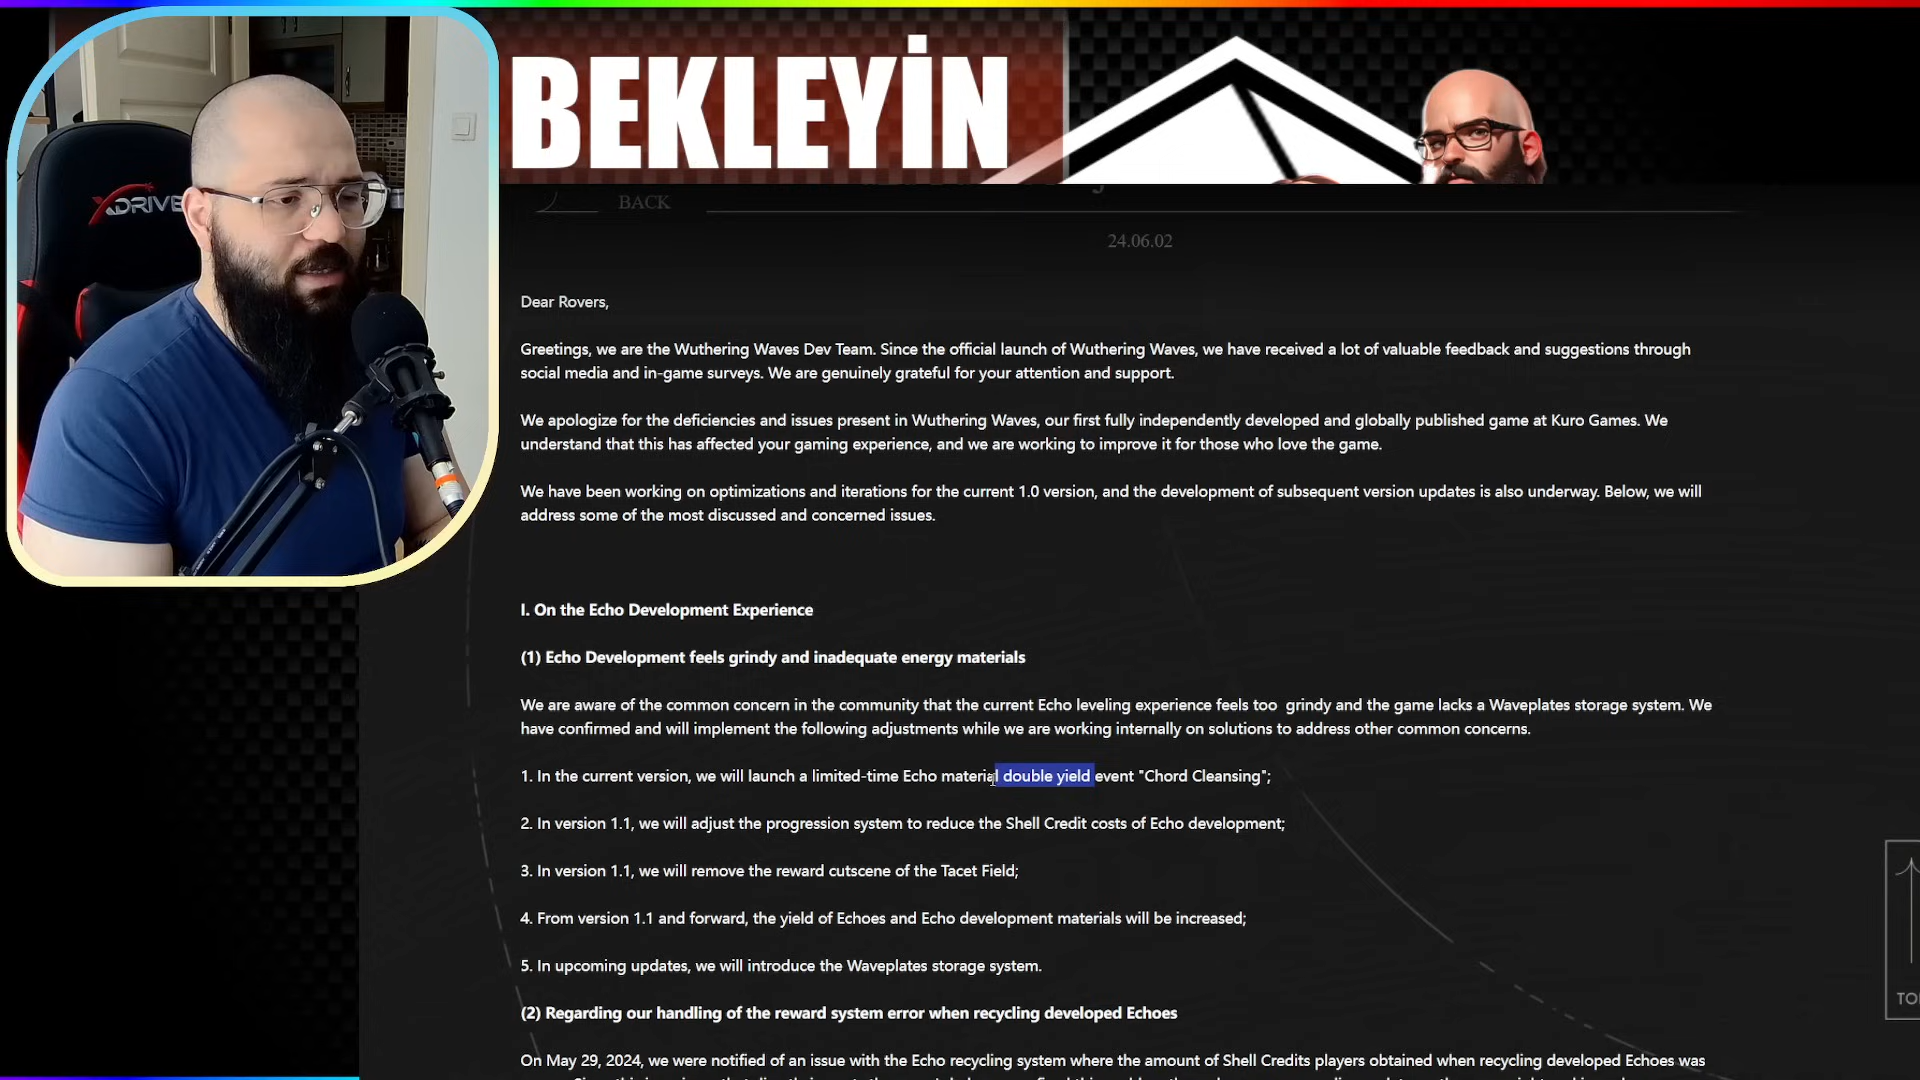 BEKLEYİN
XDRIVE
BACK
24.06.02
Dear Rovers,
Greetings, we are the Wuthering Waves Dev Team. Since the official launch of Wuthering Waves, we have received a lot of valuable feedback and suggestions through
social media and in-game surveys. We are genuinely grateful for your attention and support.
We apologize for the deficiencies and issues present in Wuthering Waves, our first fully independently developed and globally published game at Kuro Games. We
understand that this has affected your gaming experience, and we are working to improve it for those who love the game.
We have been working on optimizations and iterations for the current 1.0 version, and the development of subsequent version updates is also underway. Below, we will
address some of the most discussed and concerned issues.
I. On the Echo Development Experience
(1) Echo Development feels grindy and inadequate energy materials
We are aware of the common concern in the community that the current Echo leveling experience feels too  grindy and the game lacks a Waveplates storage system. We
have confirmed and will implement the following adjustments while we are working internally on solutions to address other common concerns.
1. In the current version, we will launch a limited-time Echo material double yield event "Chord Cleansing";
2. In version 1.1, we will adjust the progression system to reduce the Shell Credit costs of Echo development;
3. In version 1.1, we will remove the reward cutscene of the Tacet Field;
4. From version 1.1 and forward, the yield of Echoes and Echo development materials will be increased;
5. In upcoming updates, we will introduce the Waveplates storage system.
(2) Regarding our handling of the reward system error when recycling developed Echoes
On May 29, 2024, we were notified of an issue with the Echo recycling system where the amount of Shell Credits players obtained when recycling developed Echoes was